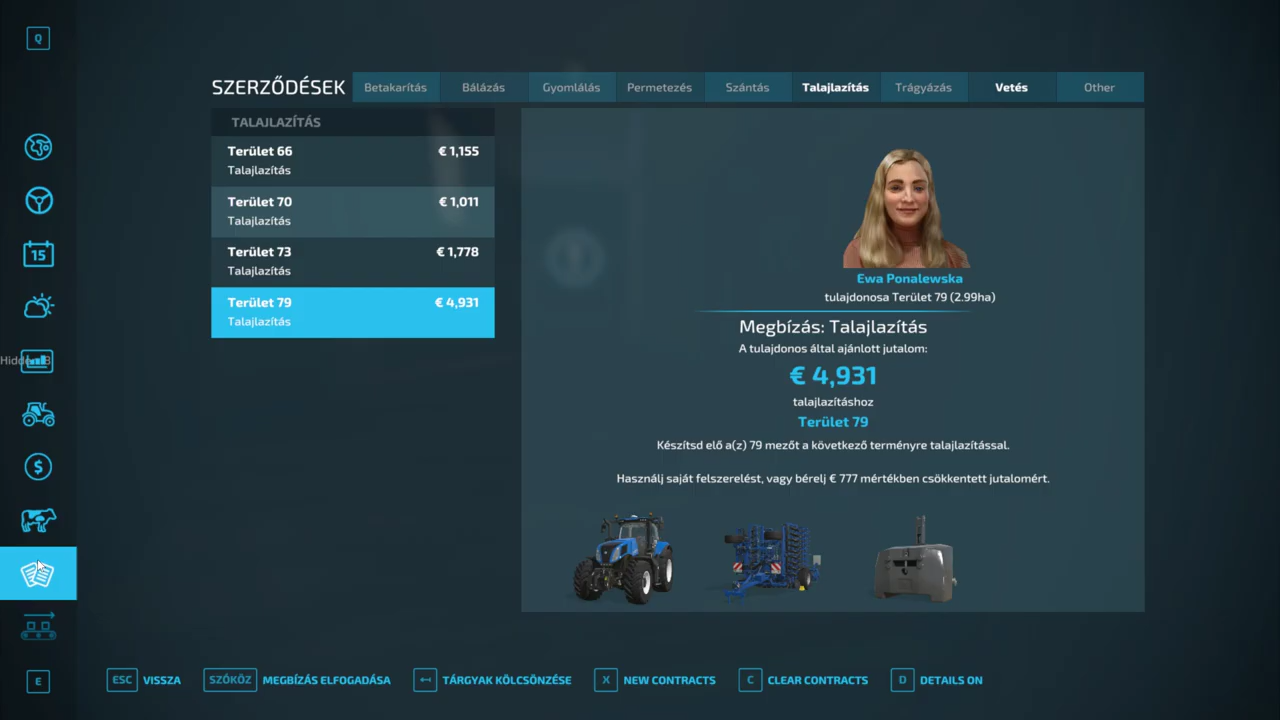 Q
SZERZŐDÉSEK
Betakarítás
Bálázás
Gyomlálás
Permetezés
Szántás
Talajlazítás
Trágyázás
Vetés
Other
TALAJLAZÍTÁS
Terület 66 € 1,155
Talajlazítás
Terület 70 € 1,011
Talajlazítás
Terület 73 € 1,778
Talajlazítás
Terület 79 € 4,931
Talajlazítás
15
Ewa Ponalewska
tulajdonosa Terület 79 (2.99ha)
Megbízás: Talajlazítás
A tulajdonos által ajánlott jutalom:
€ 4,931
talajlazításhoz
Terület 79
Készítsd elő a(z) 79 mezőt a következő terményre talajlazítással.
Használj saját felszerelést, vagy bérelj € 777 mértékben csökkentett jutalomért.
$
E
ESC VISSZA
SZÓKÖZ MEGBÍZÁS ELFOGADÁSA
TÁRGYAK KÖLCSÖNZÉSE
X NEW CONTRACTS
C CLEAR CONTRACTS
D DETAILS ON